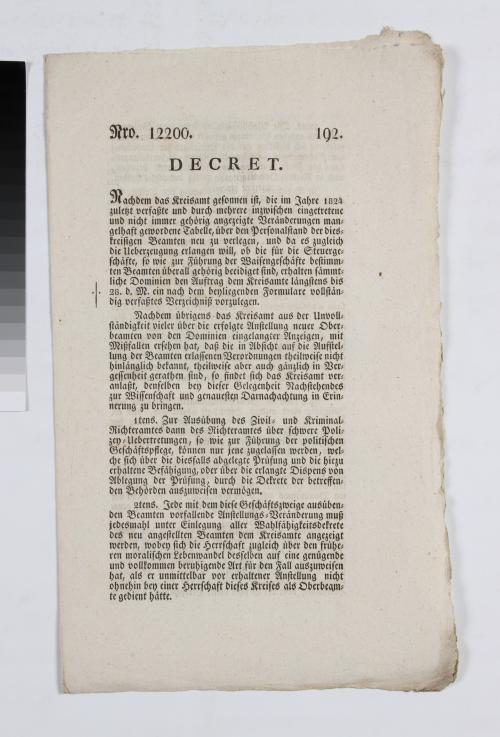 Nro. 12200. 192.
DECRET.
Nachdem das Kreisamt gesonnen ist, die im Jahre 1824
zuletzt verfaßte und durch mehrere inzwischen eingetretene
und nicht immer gehörig angezeigte Veränderungen man-
gelhaft gewordene Tabelle, über den Personalstand der dies-
kreisigen Beamten neu zu verlegen, und da es zugleich
die Ueberzeugung erlangen will, ob die für die Steuerge-
schäfte, so wie zur Führung der Waisengeschäfte bestimm-
ten Beamten überall gehörig beeidiget sind, erhalten sämmt-
liche Dominien den Auftrag dem Kreisamte längstens bis
28. d. M. ein nach dem beyliegenden Formulare vollstän-
dig verfaßtes Verzeichniß vorzulegen.
Nachdem übrigens das Kreisamt aus der Unvoll-
ständigkeit vieler über die erfolgte Anstellung neuer Ober-
beamten von den Dominien eingelangter Anzeigen, mit
Mißfallen ersehen hat, daß die in Absicht auf die Aufstel-
lung der Beamten erlassenen Verordnungen theilweise nicht
hinlänglich bekannt, theilweise aber auch gänzlich in Ver-
gessenheit gerathen sind, so findet sich das Kreisamt ver-
anlaßt, denselben bey dieser Gelegenheit Nachstehendes
zur Wissenschaft und genauesten Darnachachtung in Erin-
nerung zu bringen.
1tens. Zur Ausübung des Zivil- und Kriminal-
Richteramtes dann des Richteramtes über schwere Poli-
zey-Uebertretungen, so wie zur Führung der politischen
Geschäftspflege, können nur jene zugelassen werden, wel-
che sich über die diesfalls abgelegte Prüfung und die hiezu
erhaltene Befähigung, oder über die erlangte Dispens von
Ablegung der Prüfung, durch die Dekrete der betreffen-
den Behörden auszuweisen vermögen.
2tens. Jede mit dem diese Geschäftszweige ausüben-
den Beamten vorfallende Anstellungs-Veränderung muß
jedesmahl unter Einlegung aller Wahlfähigkeitsdekrete
des neu angestellten Beamten dem Kreisamte angezeigt
werden, wobey sich die Herrschaft zugleich über den frühe-
ren moralischen Lebenwandel desselben auf eine genügende
und vollkommen beruhigende Art für den Fall auszuweisen
hat, als er unmittelbar vor erhaltener Anstellung nicht
ohnehin bey einer Herrschaft dieses Kreises als Oberbeam-
te gedient hätte.